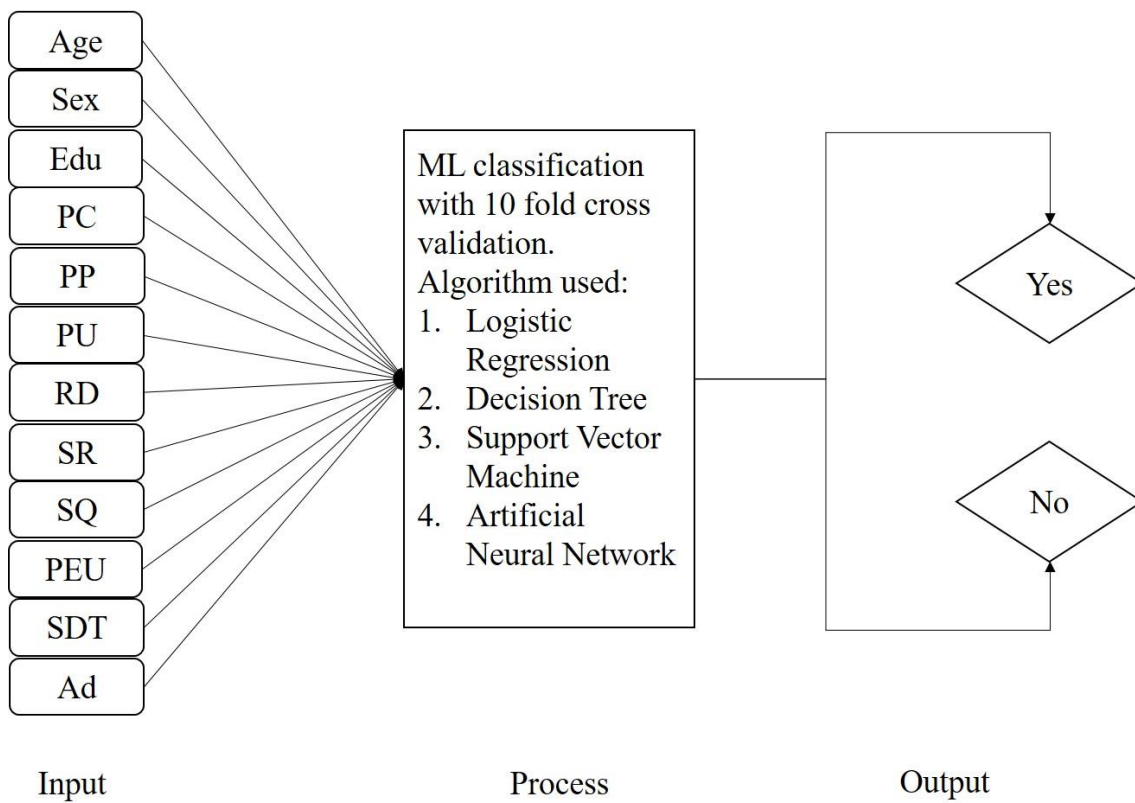 Age
Sex
Edu
PC
PP
PU
RD
SR
SQ
PEU
SDT
Ad
Input
ML classification
with 10 fold cross
validation.
Algorithm used:
1. Logistic
Regression
2. Decision Tree
3. Support Vector
Machine
4. Artificial
Neural Network
Process
Yes
No
Output